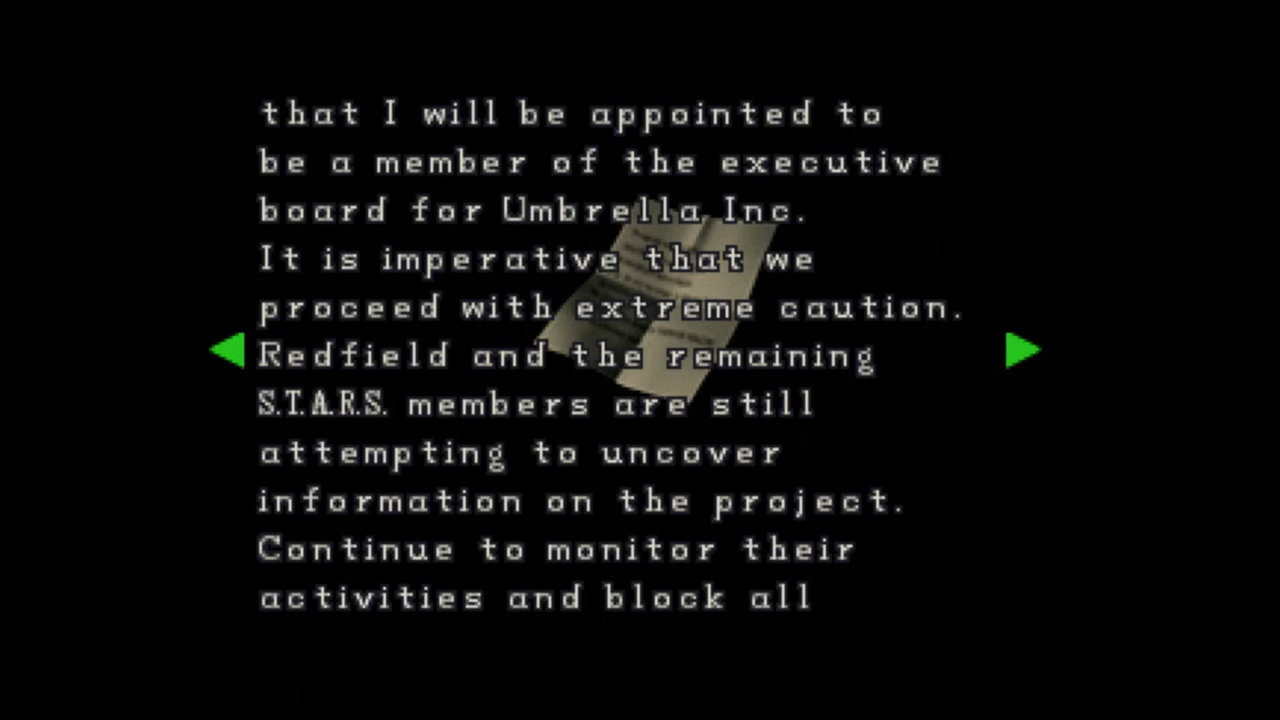 that I will be appointed to
be a member of the executive
board for Umbrella Inc.
It is imperative that we
proceed with extreme caution.
Redfield and the remaining
S.T.A.R.S. members are still
attempting to uncover
information on the project.
Continue to monitor their
activities and block all